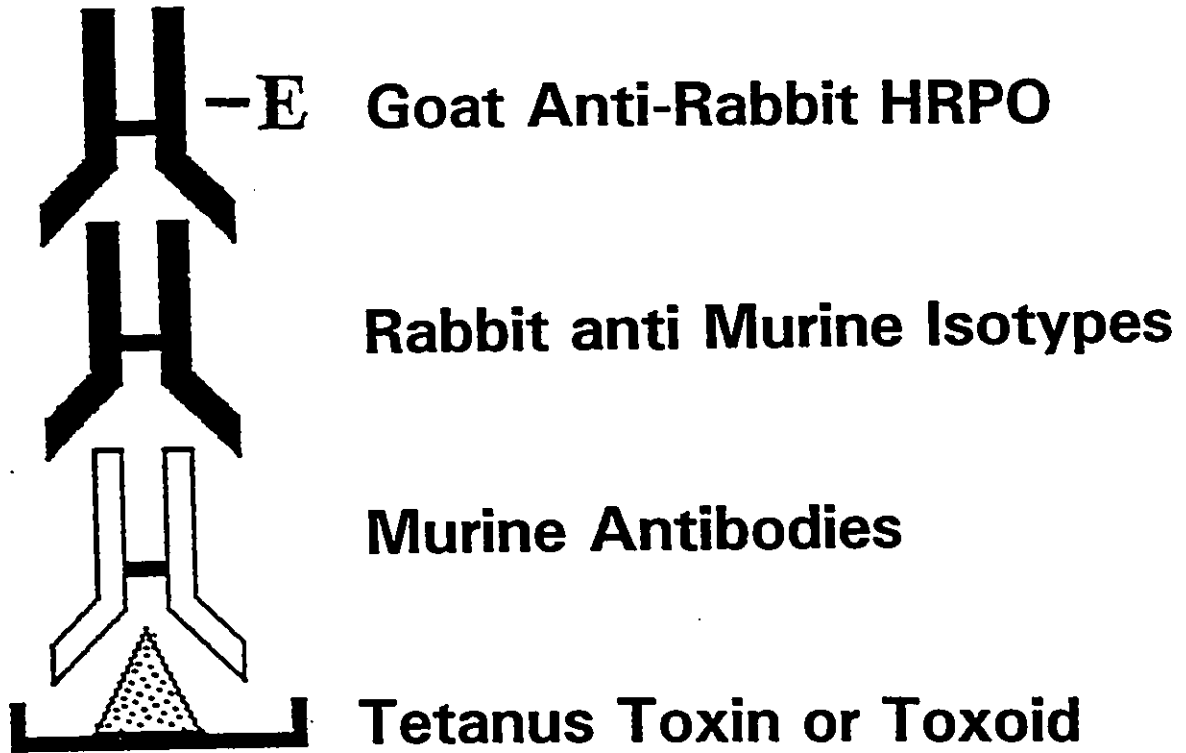 –E Goat Anti-Rabbit HRPO
Rabbit anti Murine Isotypes
Murine Antibodies
Tetanus Toxin or Toxoid